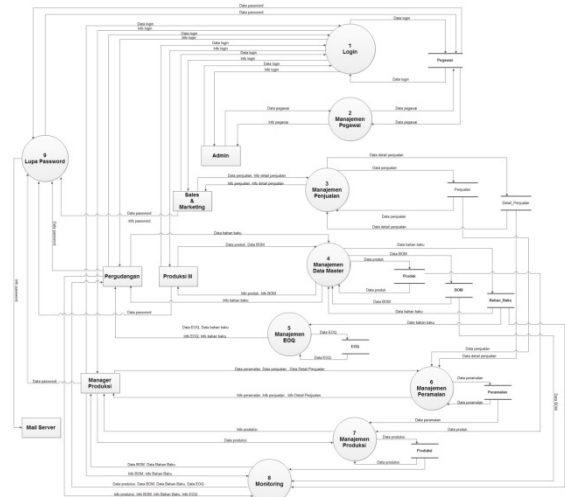 Data password
Data password
Data login
Info login
Data login
Info login
Data login
Info login
Data login
Info login
Data login
Info login
1
Login
Data login
Data login
Pegawai
Data pegawai
Info pegawai
2
Manajemen
Pegawai
Data pegawai
Data pegawai
9
Lupa Password
Admin
Sales
&
Marketing
Data penjualan, Info detail penjualan
Info penjualan, Info detail penjualan
3
Manajemen
Penjualan
Data detail penjualan
Data penjualan
Penjualan
Detail_Penjualan
Data penjualan
Data detail penjualan
Data password
Info password
Data password
Data bahan baku
Data produk, Data BOM
4
Manajemen
Data Master
Data bahan baku
Data BOM
Data produk
Produk
BOM
Bahan_Baku
Data produk
Data BOM
Data bahan baku
Pergudangan
Produksi III
Info produk, Info BOM
Info bahan baku
Data password
Info password
Data EOQ, Data bahan baku
Info EOQ, Info bahan baku
5
Manajemen
EOQ
Data bahan baku
Data EOQ
EOQ
Data EOQ
Data penjualan
Data detail penjualan
Data password
Manager
Produksi
Data peramalan, Data penjualan, Data Detail Penjualan
Info peramalan, Info penjualan, Info Detail Penjualan
6
Manajemen
Peramalan
Data peramalan
Peramalan
Data peramalan
Data BOM
Mail Server
Data produksi
Info produksi
7
Manajemen
Produksi
Data peramalan
Data produk
Data produksi
Produksi
Data produksi
Data BOM, Data Bahan Baku
Info BOM, Info Bahan Baku
Data produksi, Data BOM, Data Bahan Baku, Data EOQ
Info produksi, Info BOM, Info Bahan Baku, Info EOQ
8
Monitoring